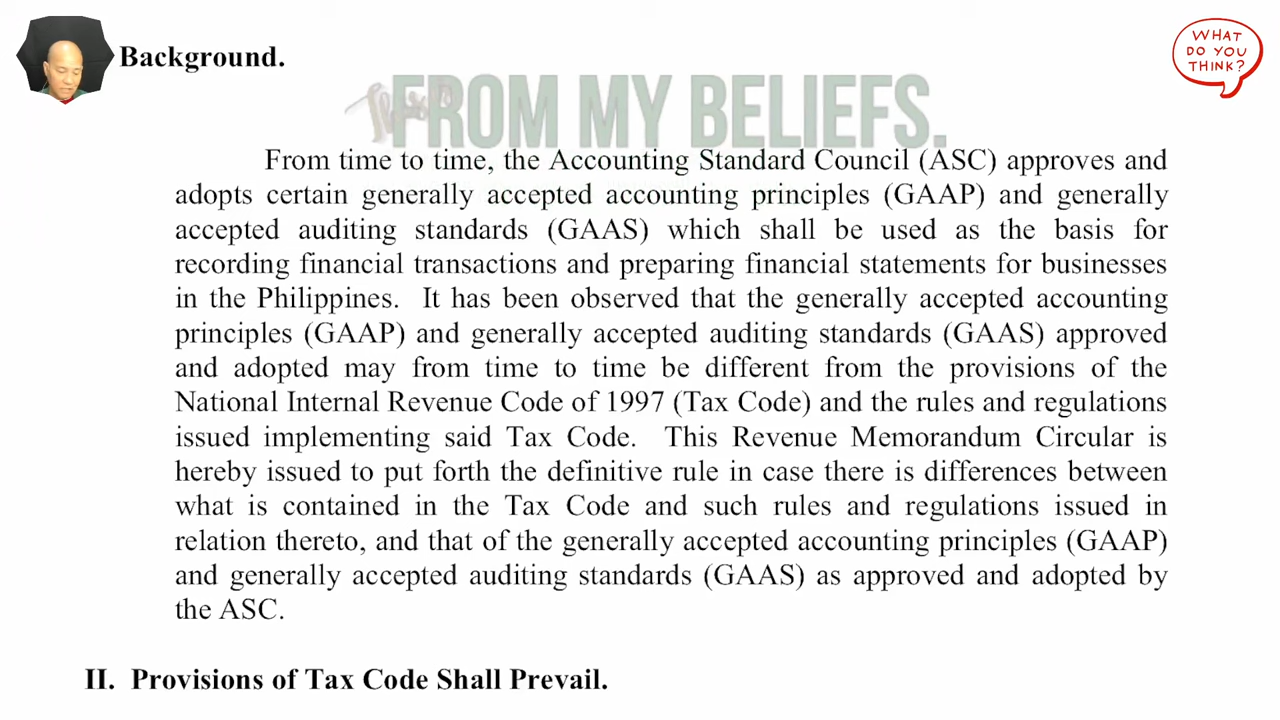 Background.
WHAT
DO YOU
THINK?
FROM MY BELIEFS.
From time to time, the Accounting Standard Council (ASC) approves and
adopts certain generally accepted accounting principles (GAAP) and generally
accepted auditing standards (GAAS) which shall be used as the basis for
recording financial transactions and preparing financial statements for businesses
in the Philippines. It has been observed that the generally accepted accounting
principles (GAAP) and generally accepted auditing standards (GAAS) approved
and adopted may from time to time be different from the provisions of the
National Internal Revenue Code of 1997 (Tax Code) and the rules and regulations
issued implementing said Tax Code. This Revenue Memorandum Circular is
hereby issued to put forth the definitive rule in case there is differences between
what is contained in the Tax Code and such rules and regulations issued in
relation thereto, and that of the generally accepted accounting principles (GAAP)
and generally accepted auditing standards (GAAS) as approved and adopted by
the ASC.
II. Provisions of Tax Code Shall Prevail.